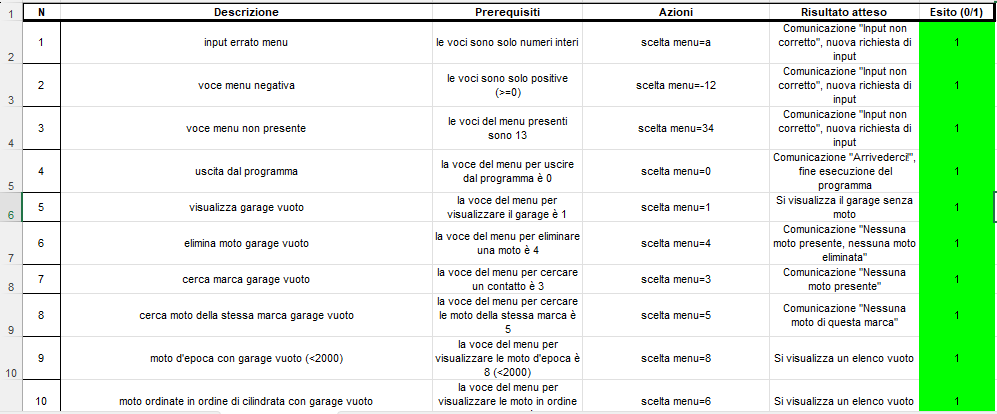 1 N Descrizione Prerequisiti Azioni Risultato atteso Esito (0/1)
2 1 input errato menu le voci sono solo numeri interi scelta menu=a Comunicazione "Input non
corretto", nuova richiesta di
input 1
3 2 voce menu negativa le voci sono solo positive
(>=0) scelta menu=-12 Comunicazione "Input non
corretto", nuova richiesta di
input 1
4 3 voce menu non presente le voci del menu presenti
sono 13 scelta menu=34 Comunicazione "Input non
corretto", nuova richiesta di
input 1
5 4 uscita dal programma la voce del menu per uscire
dal programma è 0 scelta menu=0 Comunicazione "Arrivederci!",
fine esecuzione del
programma 1
6 5 visualizza garage vuoto la voce del menu per
visualizzare il garage è 1 scelta menu=1 Si visualizza il garage senza
moto 1
7 6 elimina moto garage vuoto la voce del menu per eliminare
una moto è 4 scelta menu=4 Comunicazione "Nessuna
moto presente, nessuna moto
eliminata" 1
8 7 cerca marca garage vuoto la voce del menu per cercare
un contatto è 3 scelta menu=3 Comunicazione "Nessuna
moto presente" 1
9 8 cerca moto della stessa marca garage vuoto la voce del menu per cercare
le moto della stessa marca è
5 scelta menu=5 Comunicazione "Nessuna
moto di questa marca" 1
10 9 moto d'epoca con garage vuoto (<2000) la voce del menu per
visualizzare le moto d'epoca è
8 (<2000) scelta menu=8 Si visualizza un elenco vuoto 1
10 moto ordinate in ordine di cilindrata con garage vuoto la voce del menu per
visualizzare le moto in ordine scelta menu=6 Si visualizza un elenco vuoto 1